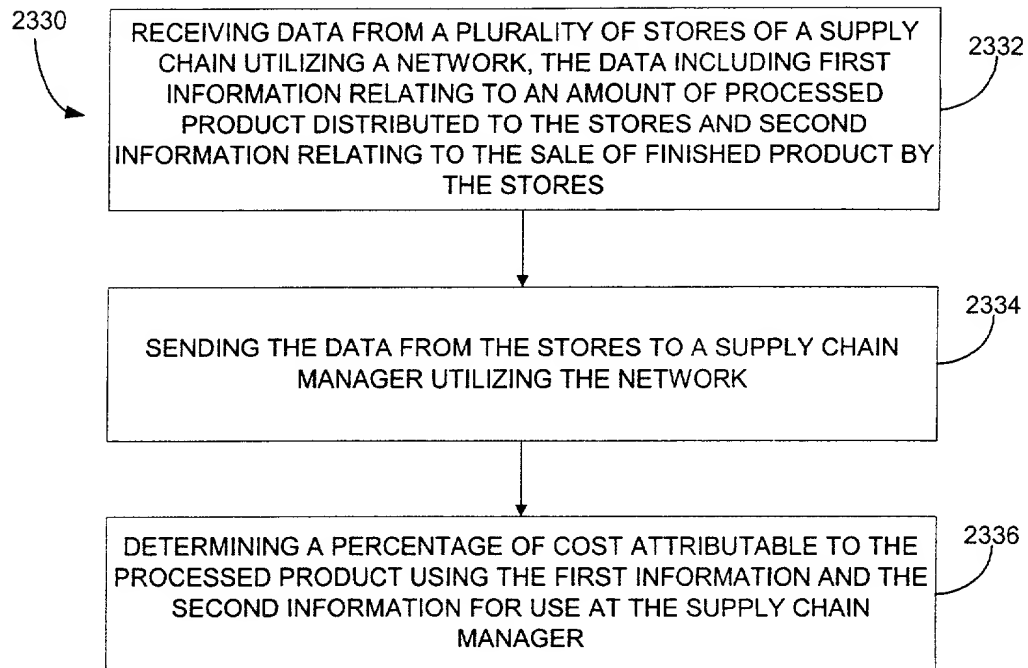 2330
RECEIVING DATA FROM A PLURALITY OF STORES OF A SUPPLY
CHAIN UTILIZING A NETWORK, THE DATA INCLUDING FIRST
INFORMATION RELATING TO AN AMOUNT OF PROCESSED
PRODUCT DISTRIBUTED TO THE STORES AND SECOND
INFORMATION RELATING TO THE SALE OF FINISHED PRODUCT BY
THE STORES
2332
SENDING THE DATA FROM THE STORES TO A SUPPLY CHAIN
MANAGER UTILIZING THE NETWORK
2334
DETERMINING A PERCENTAGE OF COST ATTRIBUTABLE TO THE
PROCESSED PRODUCT USING THE FIRST INFORMATION AND THE
SECOND INFORMATION FOR USE AT THE SUPPLY CHAIN
MANAGER
2336